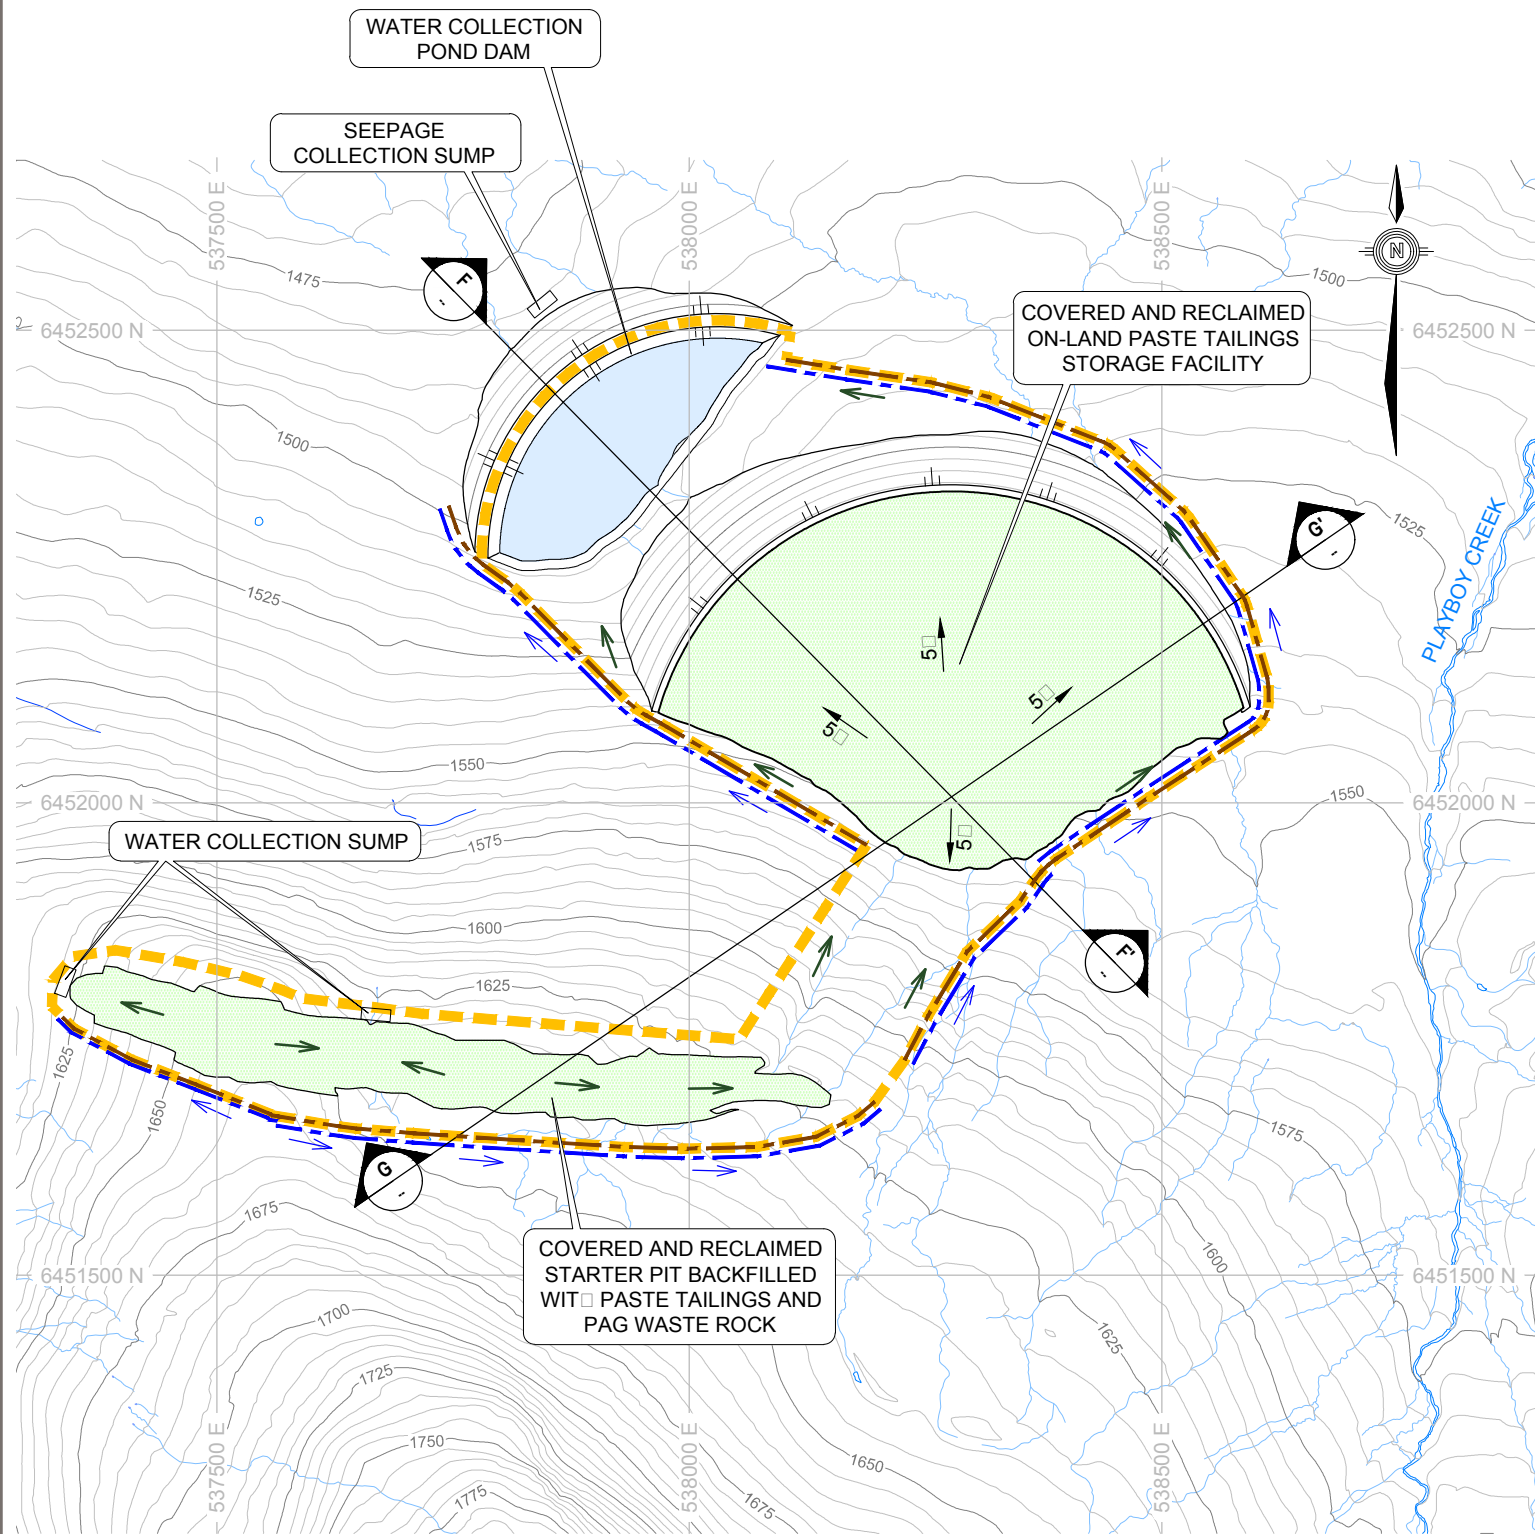 WATER COLLECTION
POND DAM
SEEPAGE
COLLECTION SUMP
537500 E
538000 E
538500 E
N
1475
1500
F
-
6452500 N
COVERED AND RECLAIMED
ON-LAND PASTE TAILINGS
STORAGE FACILITY
6452500 N
1500
1525
G'
-
PLAYBOY CREEK
1525
5□
5□
5□
5□
1550
1550
6452000 N
6452000 N
WATER COLLECTION SUMP
1575
1600
1625
F'
-
1625
1650
1575
G
-
1675
1600
COVERED AND RECLAIMED
STARTER PIT BACKFILLED
WIT□ PASTE TAILINGS AND
PAG WASTE ROCK
6451500 N
6451500 N
1700
1625
1725
1750
1650
1775
1675
537500 E
538000 E
538500 E